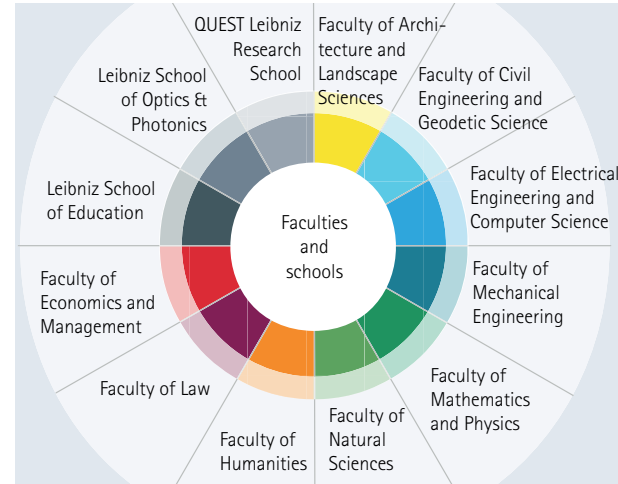 QUEST Leibniz
Research
School
Faculty of Archi-
tecture and
Landscape
Sciences
Faculty of Civil
Engineering and
Geodetic Science
Faculty of Electrical
Engineering and
Computer Science
Faculty of
Mechanical
Engineering
Faculty of
Mathematics
and Physics
Faculty of
Natural
Sciences
Faculty of
Humanities
Faculty of Law
Faculty of
Economics and
Management
Leibniz School
of Education
Leibniz School
of Optics &
Photonics
Faculties
and
schools